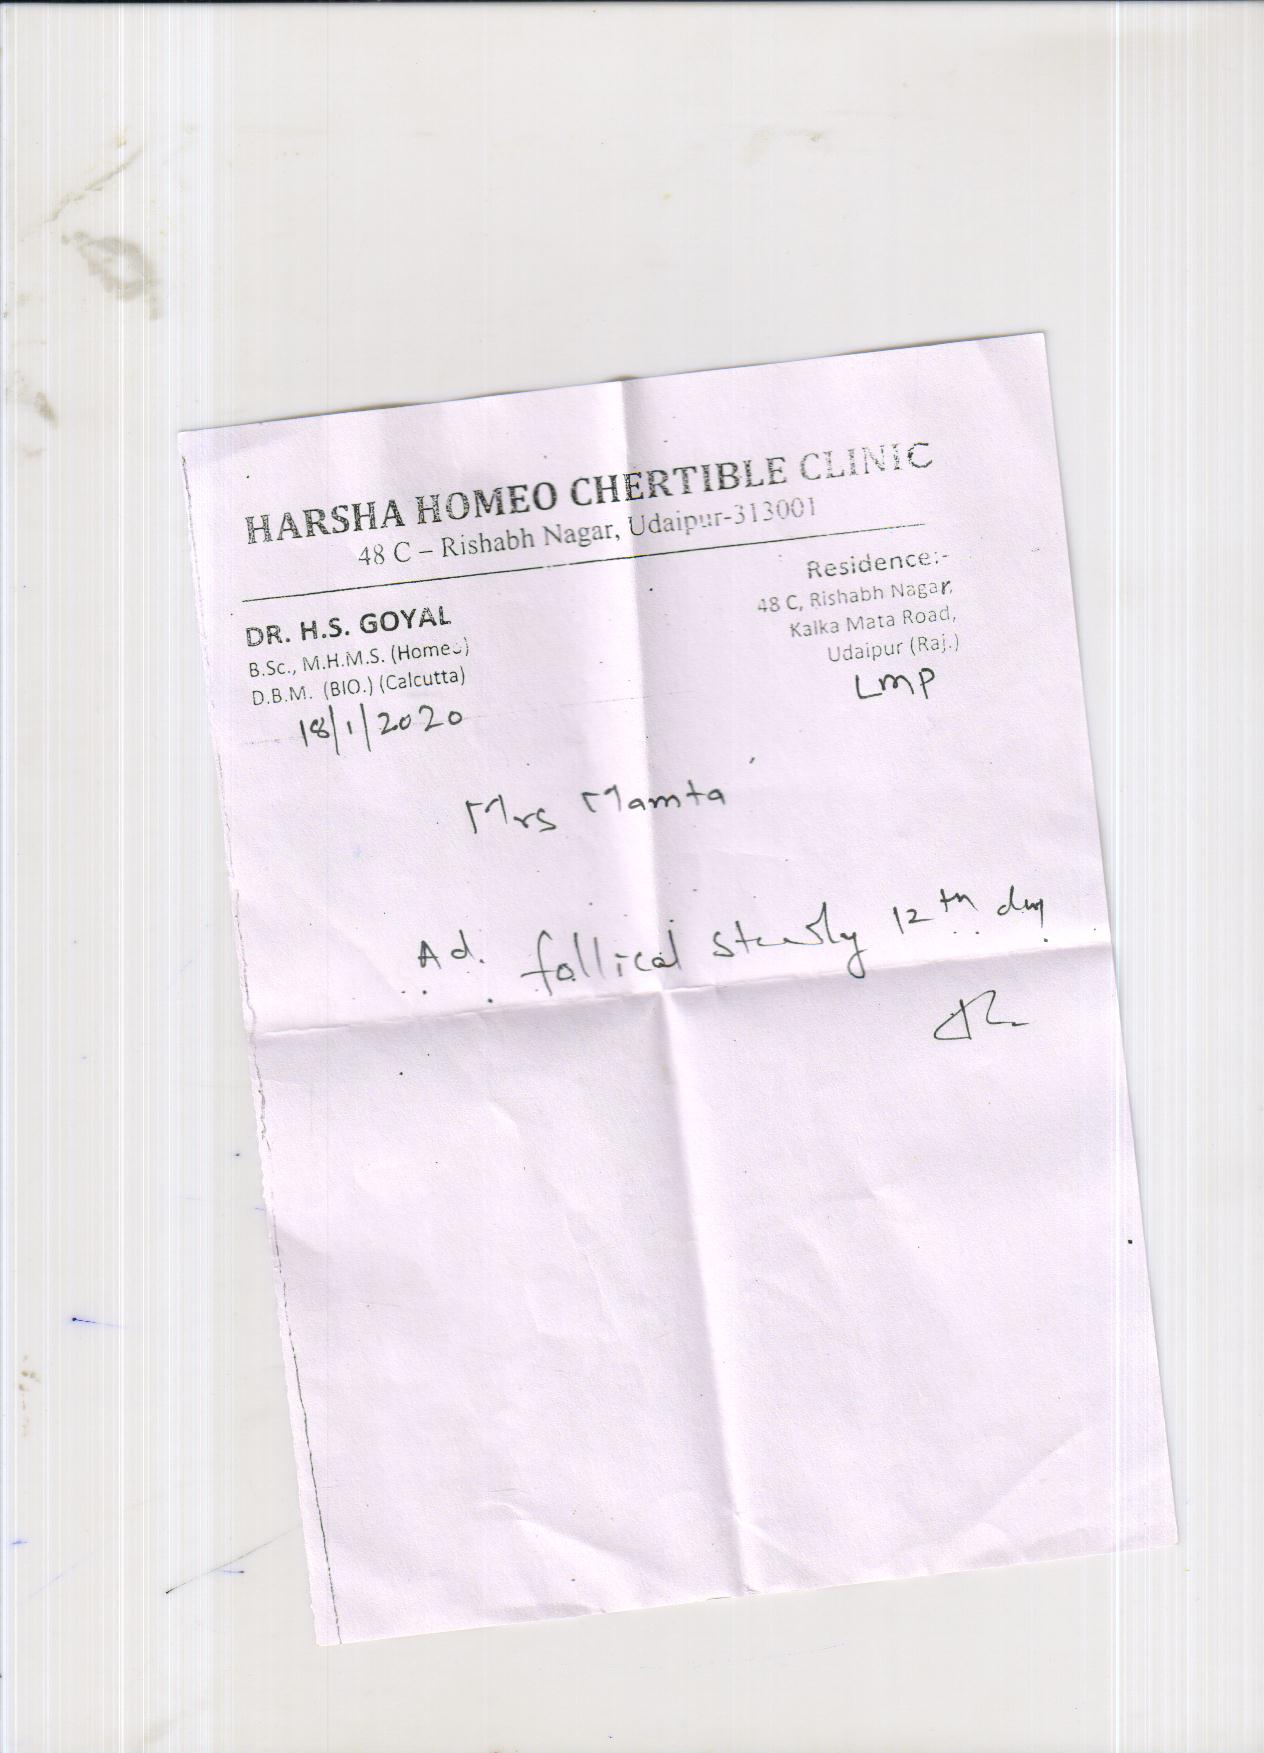 HARSHA HOMEO CHERTIBLE CLINIC
48 C – Rishabh Nagar, Udaipur-313001
DR. H.S. GOYAL
B.Sc., M.H.M.S. (Homeo)
D.B.M. (BIO.) (Calcutta)
18/1/2020
Residence:-
48 C, Rishabh Nagar,
Kalka Mata Road,
Udaipur (Raj.)
LMP
Mrs Mamta
Ad. follical study 12th day